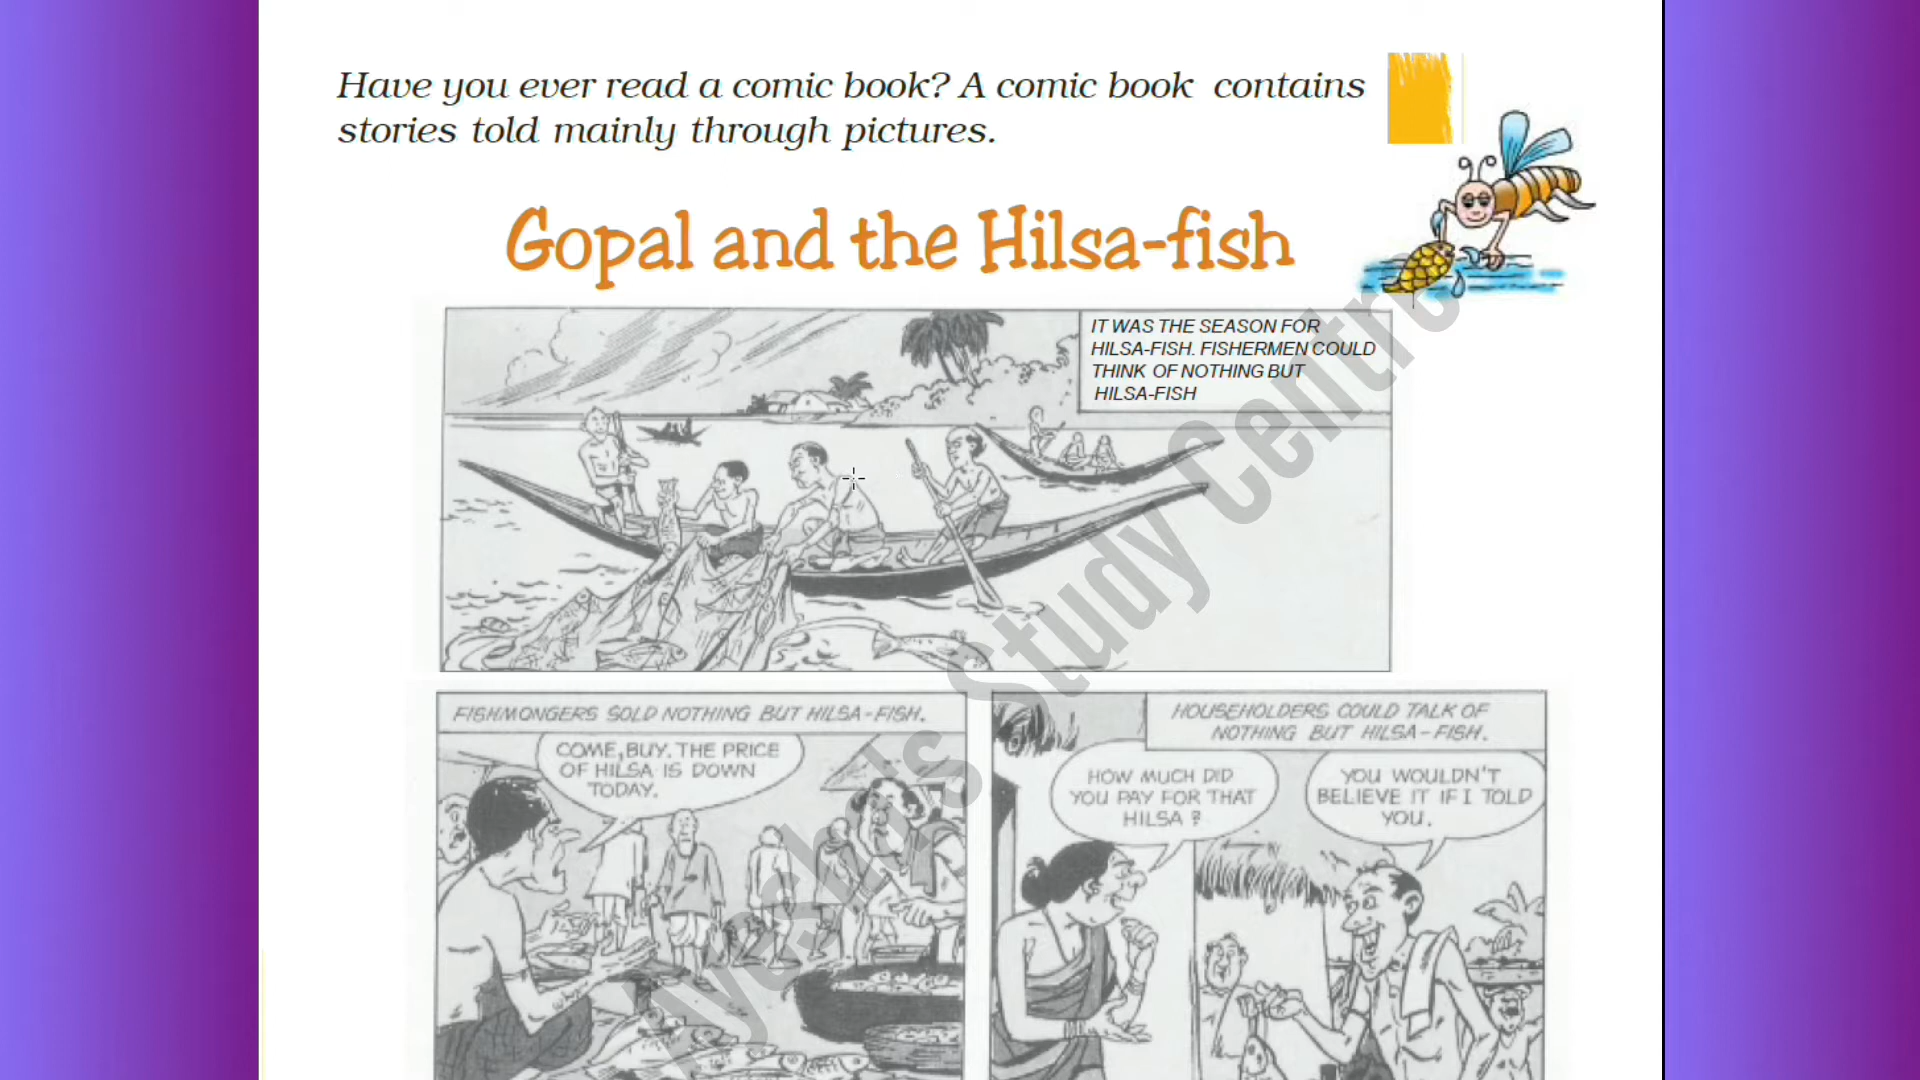 Have you ever read a comic book? A comic book contains
stories told mainly through pictures.
Gopal and the Hilsa-fish
IT WAS THE SEASON FOR
HILSA-FISH. FISHERMEN COULD
THINK OF NOTHING BUT
HILSA-FISH
FISHMONGERS SOLD NOTHING BUT HILSA-FISH.
COME, BUY. THE PRICE
OF HILSA IS DOWN
TODAY.
HOUSEHOLDERS COULD TALK OF
NOTHING BUT HILSA-FISH.
HOW MUCH DID
YOU PAY FOR THAT
HILSA?
YOU WOULDN'T
BELIEVE IT IF I TOLD
YOU.
Ayesha's Study Centre